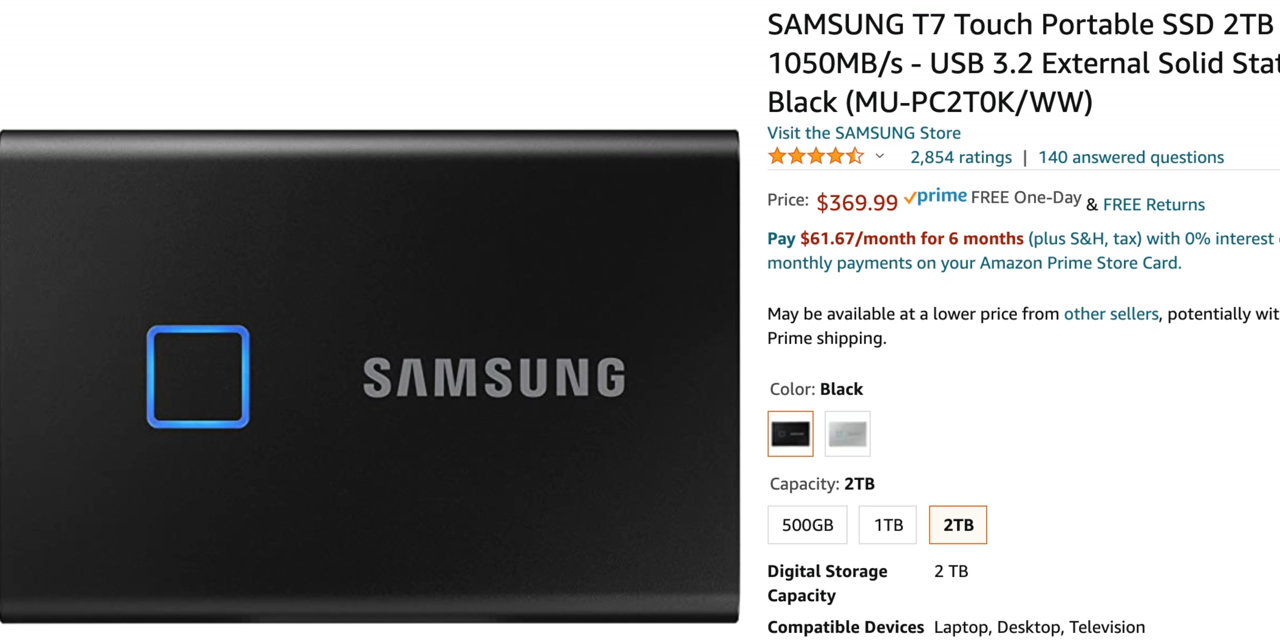 SAMSUNG
SAMSUNG T7 Touch Portable SSD 2TB
1050MB/s - USB 3.2 External Solid
Black (MU-PC2T0K/WW)
Visit the SAMSUNG Store
2,854 ratings | 140 answered questions
Price: $369.99 prime FREE One-Day & FREE Returns
Pay $61.67/month for 6 months (plus S&H, tax) with 0% interest
monthly payments on your Amazon Prime Store Card.
May be available at a lower price from other sellers, potentially
Prime shipping.
Color: Black
Capacity: 2TB
500GB 1TB 2TB
Digital Storage 2 TB
Capacity
Compatible Devices Laptop, Desktop, Television